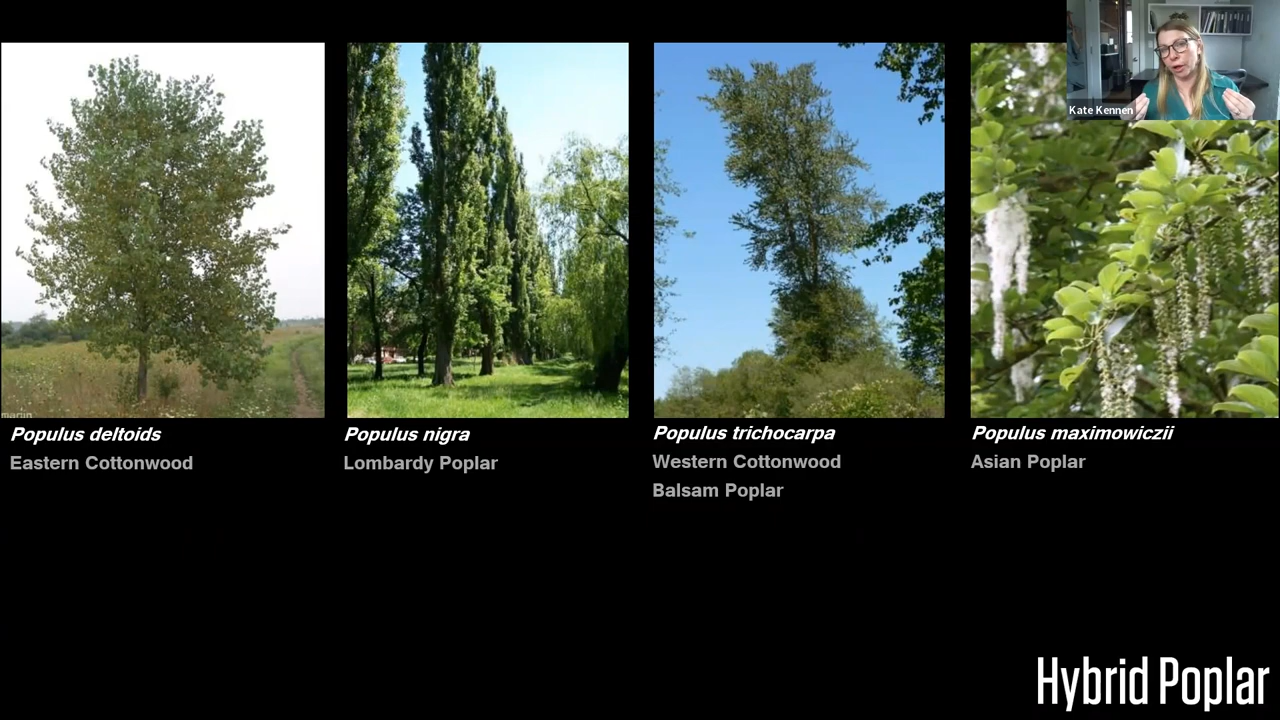 Kate Kennen
Populus deltoids
Eastern Cottonwood
Populus nigra
Lombardy Poplar
Populus trichocarpa
Western Cottonwood
Balsam Poplar
Populus maximowiczii
Asian Poplar
Hybrid Poplar